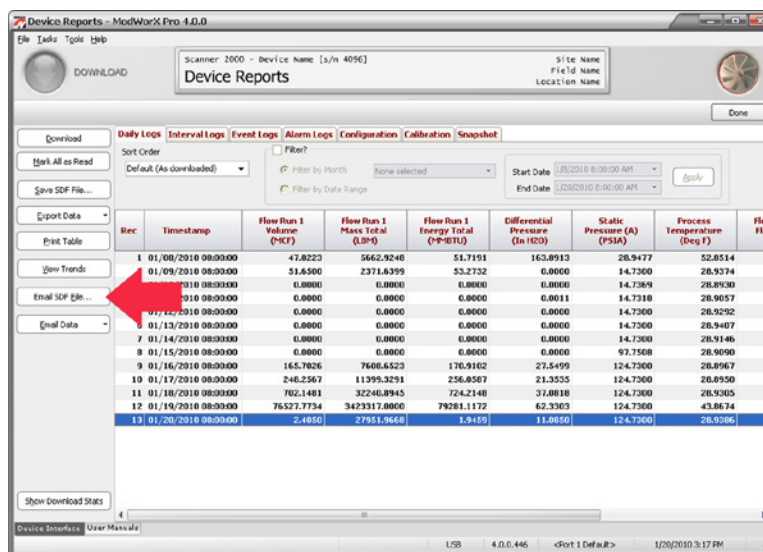 Device Reports - ModWorX Pro 4.0.0
File Tasks Tools Help
DOWNLOAD
Scanner 2000 - Device Name [s/n 4096]
Device Reports
Site Name
Field Name
Location Name
Done
Download
Mark All as Read
Save SDF File...
Export Data
Print Table
View Trends
Email SDF File...
Email Data
Show Download Stats
Daily Logs Interval Logs Event Logs Alarm Logs Configuration Calibration Snapshot
Sort Order
Default (As downloaded)
Filter?
Filter by Month None selected
Filter by Date Range
Start Date 1/8/2010 8:00:00 AM
End Date 1/20/2010 8:00:00 AM
Apply
Rec Timestamp Flow Run 1 Volume (MCF) Flow Run 1 Mass Total (LBM) Flow Run 1 Energy Total (MMBTU) Differential Pressure (In H2O) Static Pressure (A) (PSIA) Process Temperature (Deg F)
1 01/08/2010 08:00:00 47.8223 5662.9248 51.7191 163.8913 28.9477 52.8514
01/09/2010 08:00:00 51.6500 2371.6399 53.2732 0.0000 14.7300 28.9374
0.0000 0.0000 0.0000 0.0000 14.7369 28.8930
0.0000 0.0000 0.0000 0.0011 14.7318 28.9057
08:00:00 0.0000 0.0000 0.0000 0.0000 14.7300 28.9292
6 01/13/2010 08:00:00 0.0000 0.0000 0.0000 0.0000 14.7300 28.9407
7 01/14/2010 08:00:00 0.0000 0.0000 0.0000 0.0000 14.7300 28.9146
8 01/15/2010 08:00:00 0.0000 0.0000 0.0000 0.0000 97.7508 28.9090
9 01/16/2010 08:00:00 165.7026 7608.6523 170.9102 27.5499 124.7300 28.8967
10 01/17/2010 08:00:00 248.2567 11399.3291 256.0587 21.3535 124.7300 28.8950
11 01/18/2010 08:00:00 702.1481 32240.8945 724.2148 37.0818 124.7300 28.9305
12 01/19/2010 08:00:00 76527.7734 3423317.0000 79281.1172 62.3303 124.7300 43.8674
13 01/20/2010 08:00:00 2.4050 27951.9668 1.9459 11.0850 124.7300 28.9386
Device Interface User Manuals
USB 4.0.0.446 <Port 1 Default> 1/20/2010 3:17 PM